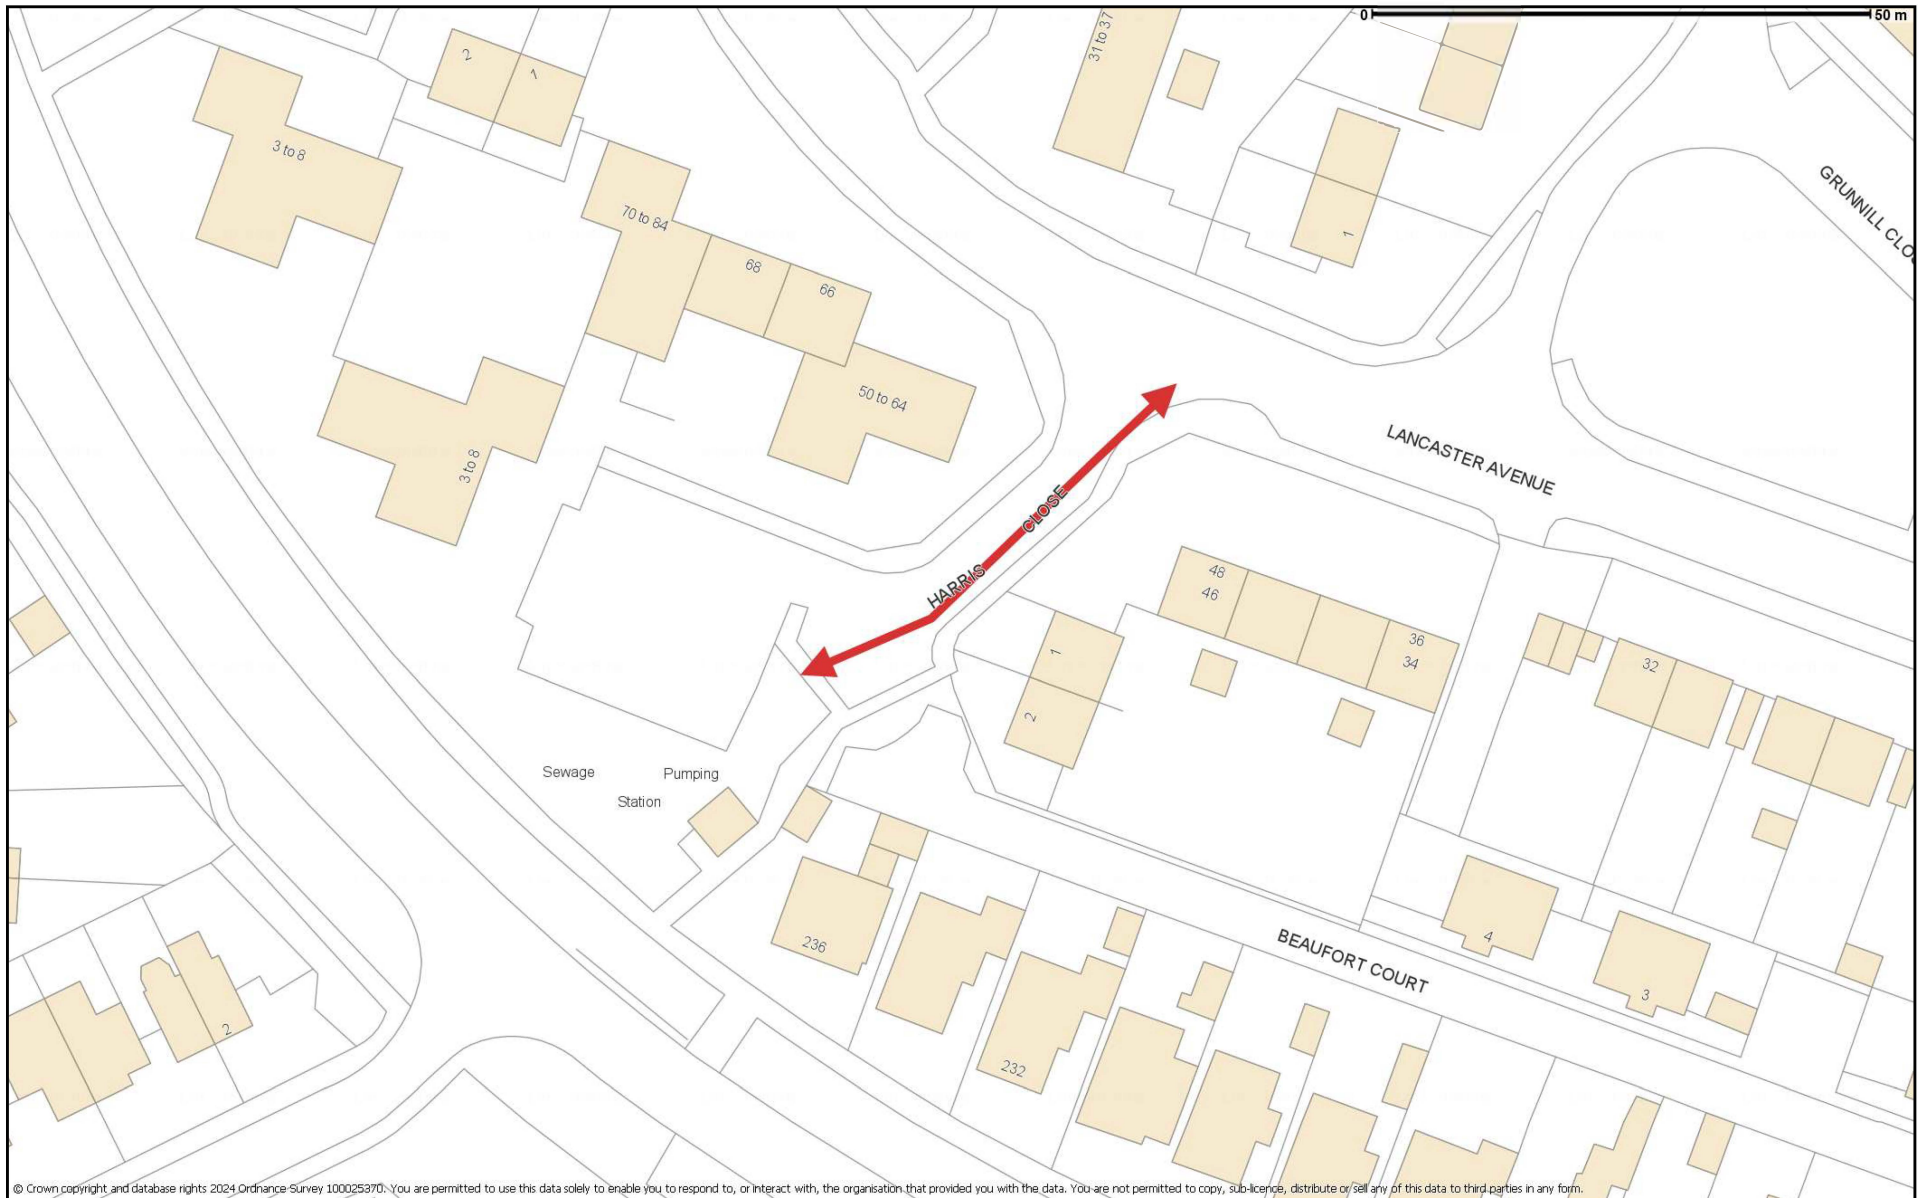 0
50 m
31 to 37
2
1
3 to 8
70 to 84
68
66
1
GRUNNILL CLO
50 to 64
LANCASTER AVENUE
3 to 8
HARRIS CLOSE
48
46
36
34
1
2
32
Sewage Pumping
Station
236
BEAUFORT COURT
4
3
2
232
© Crown copyright and database rights 2024 Ordnance Survey 100025370. You are permitted to use this data solely to enable you to respond to, or interact with, the organisation that provided you with the data. You are not permitted to copy, sub-licence, distribute or sell any of this data to third parties in any form.